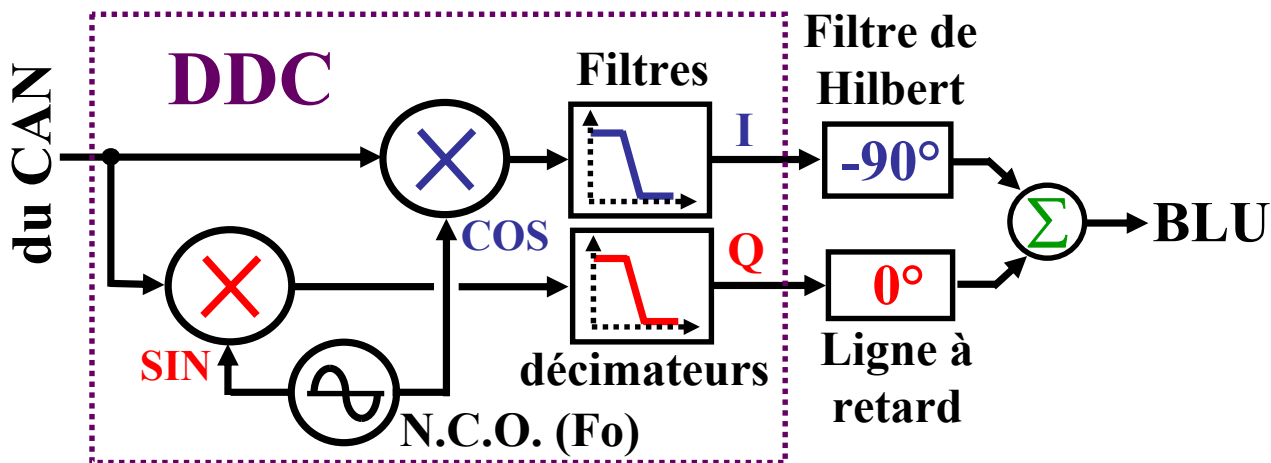 du CAN
DDC
Filtres
I
Filtre de
Hilbert
-90°
COS
Σ
BLU
Q
0°
SIN
décimateurs
Ligne à
retard
N.C.O. (Fo)